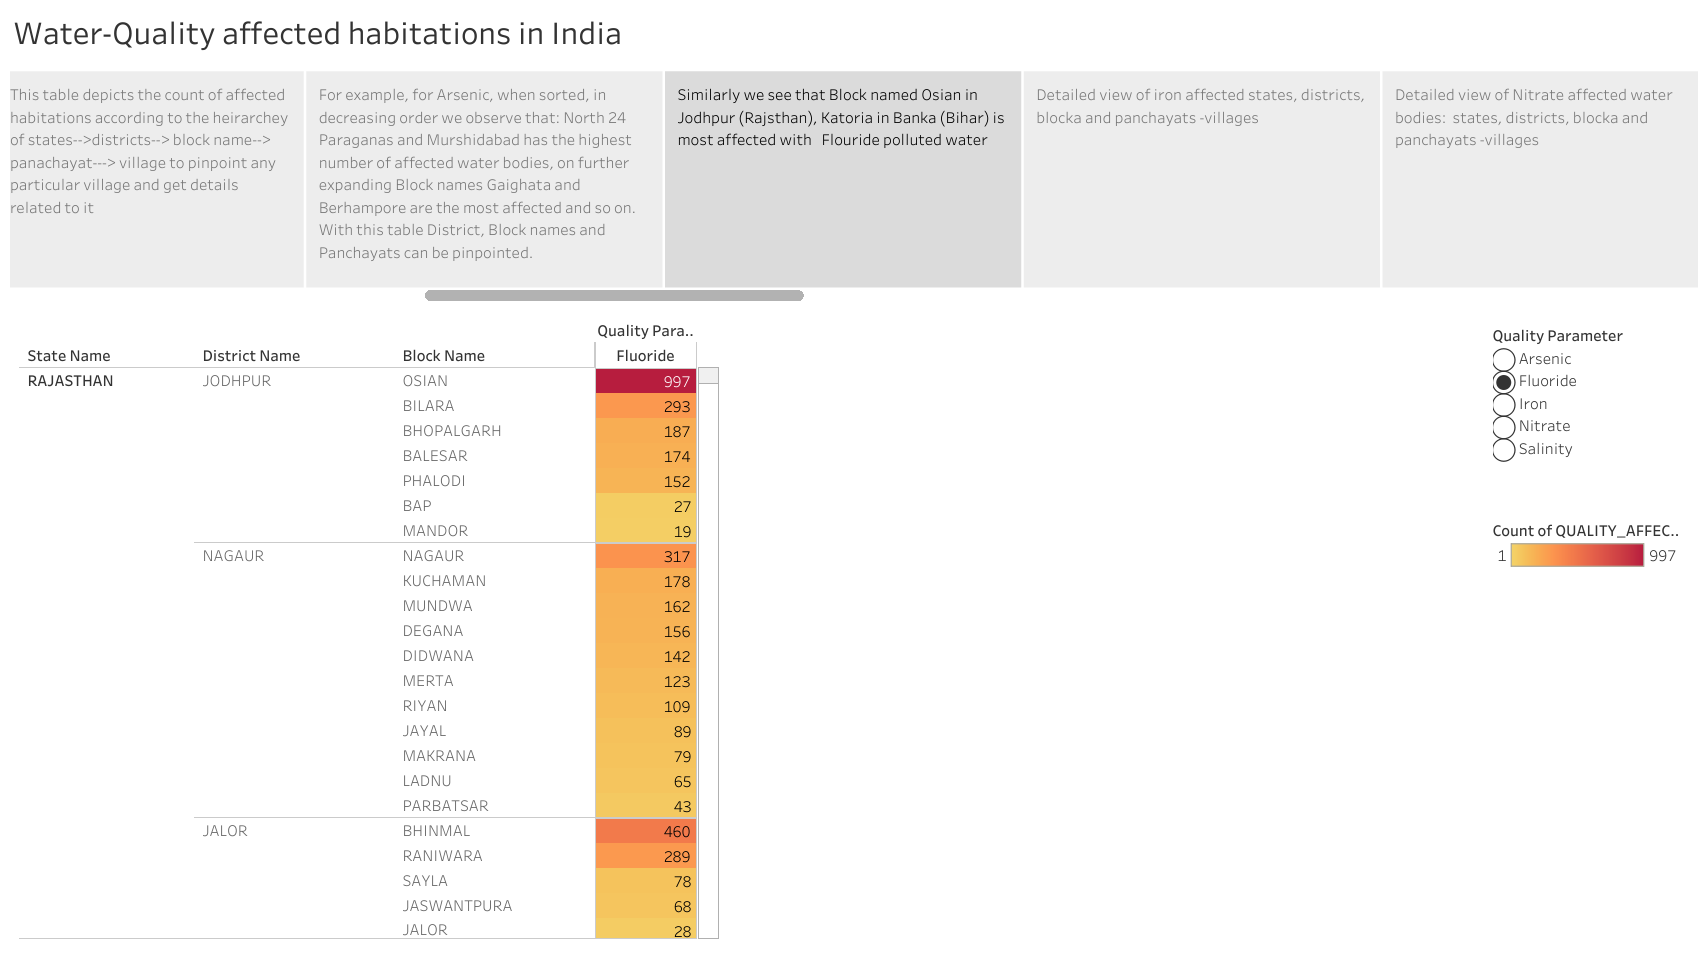 Water-Quality affected habitations in India
This table depicts the count of affected
habitations according to the heirarchey
of states-->districts--> block name-->
panachayat---> village to pinpoint any
particular village and get details
related to it
For example, for Arsenic, when sorted, in
decreasing order we observe that: North 24
Paraganas and Murshidabad has the highest
number of affected water bodies, on further
expanding Block names Gaighata and
Berhampore are the most affected and so on.
With this table District, Block names and
Panchayats can be pinpointed.
Similarly we see that Block named Osian in
Jodhpur (Rajsthan), Katoria in Banka (Bihar) is
most affected with   Flouride polluted water
Detailed view of iron affected states, districts,
blocka and panchayats -villages
Detailed view of Nitrate affected water
bodies:  states, districts, blocka and
panchayats -villages
Quality Para..
State Name District Name Block Name Fluoride
RAJASTHAN JODHPUR OSIAN 997
BILARA 293
BHOPALGARH 187
BALESAR 174
PHALODI 152
BAP 27
MANDOR 19
NAGAUR NAGAUR 317
KUCHAMAN 178
MUNDWA 162
DEGANA 156
DIDWANA 142
MERTA 123
RIYAN 109
JAYAL 89
MAKRANA 79
LADNU 65
PARBATSAR 43
JALOR BHINMAL 460
RANIWARA 289
SAYLA 78
JASWANTPURA 68
JALOR 28
Quality Parameter
Arsenic
Fluoride
Iron
Nitrate
Salinity
Count of QUALITY_AFFEC..
1 997